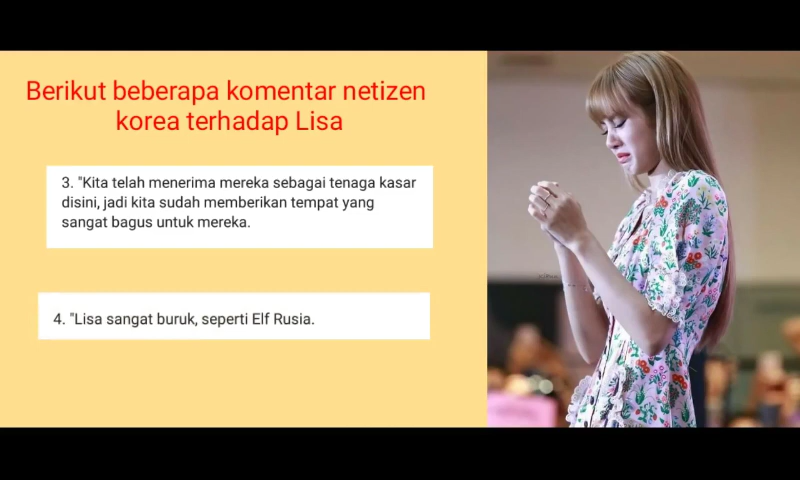 Berikut beberapa komentar netizen
korea terhadap Lisa
3. "Kita telah menerima mereka sebagai tenaga kasar
disini, jadi kita sudah memberikan tempat yang
sangat bagus untuk mereka.
4. "Lisa sangat buruk, seperti Elf Rusia.